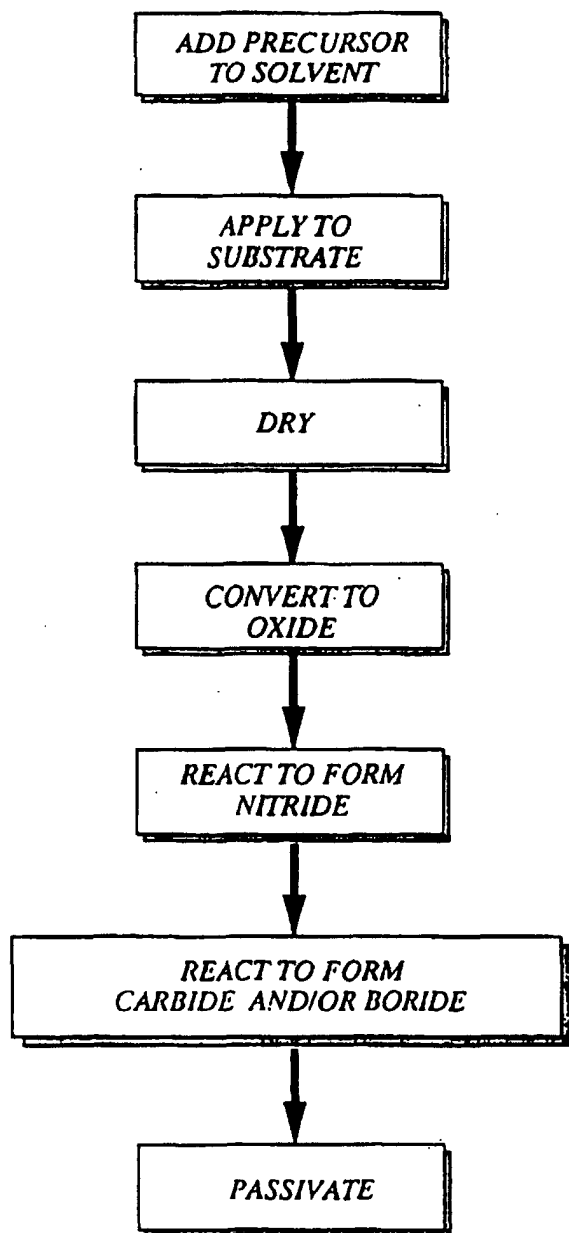 ADD PRECURSOR
TO SOLVENT
APPLY TO
SUBSTRATE
DRY
CONVERT TO
OXIDE
REACT TO FORM
NITRIDE
REACT TO FORM
CARBIDE AND/OR BORIDE
PASSIVATE